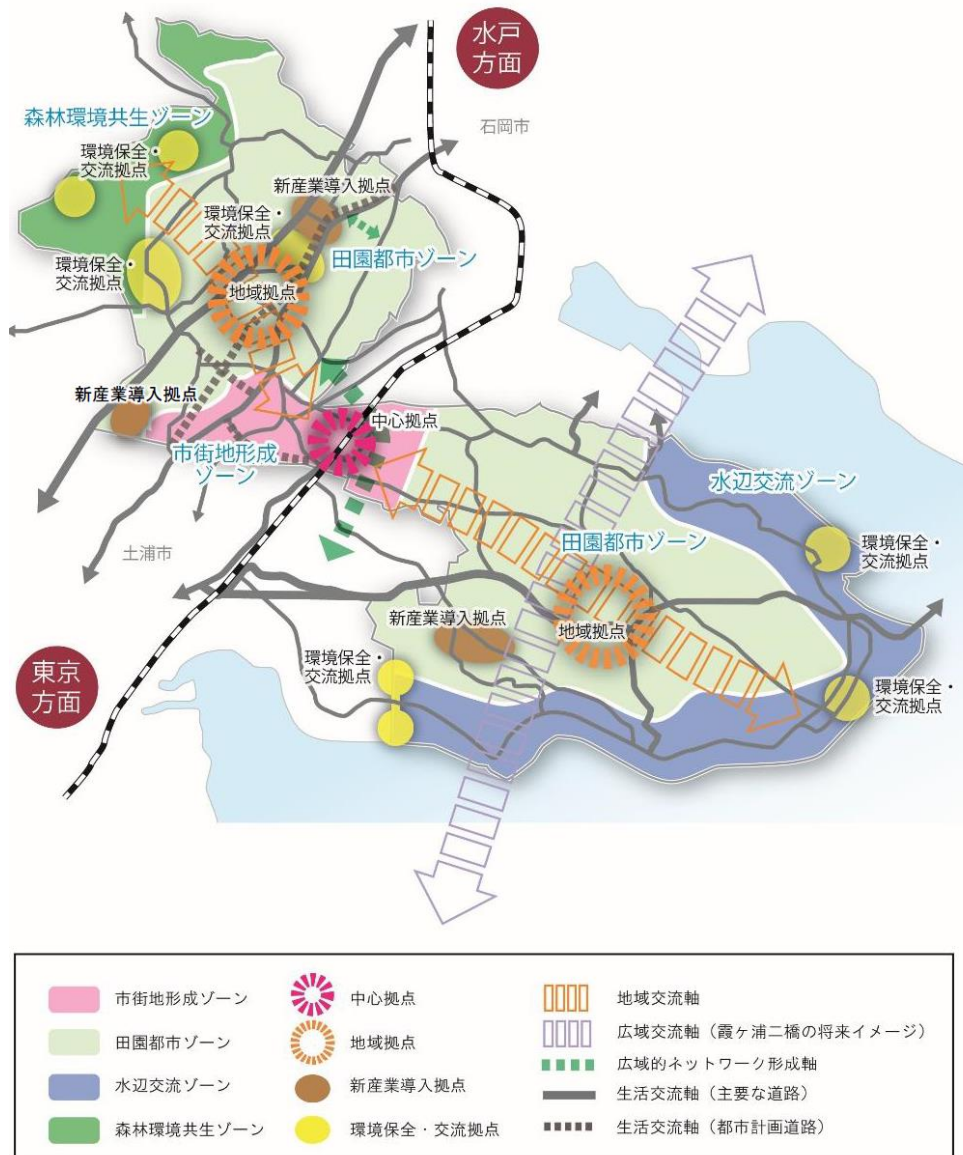 水戸
方面
石岡市
森林環境共生ゾーン
環境保全・
交流拠点
新産業導入拠点
環境保全・
交流拠点
田園都市ゾーン
環境保全・
交流拠点
地域拠点
新産業導入拠点
中心拠点
市街地形成
ゾーン
水辺交流ゾーン
土浦市
田園都市ゾーン
環境保全・
交流拠点
新産業導入拠点
地域拠点
環境保全・
交流拠点
東京
方面
環境保全・
交流拠点
市街地形成ゾーン
田園都市ゾーン
水辺交流ゾーン
森林環境共生ゾーン
中心拠点
地域拠点
新産業導入拠点
環境保全・交流拠点
地域交流軸
広域交流軸（霞ヶ浦二橋の将来イメージ）
広域的ネットワーク形成軸
生活交流軸（主要な道路）
生活交流軸（都市計画道路）